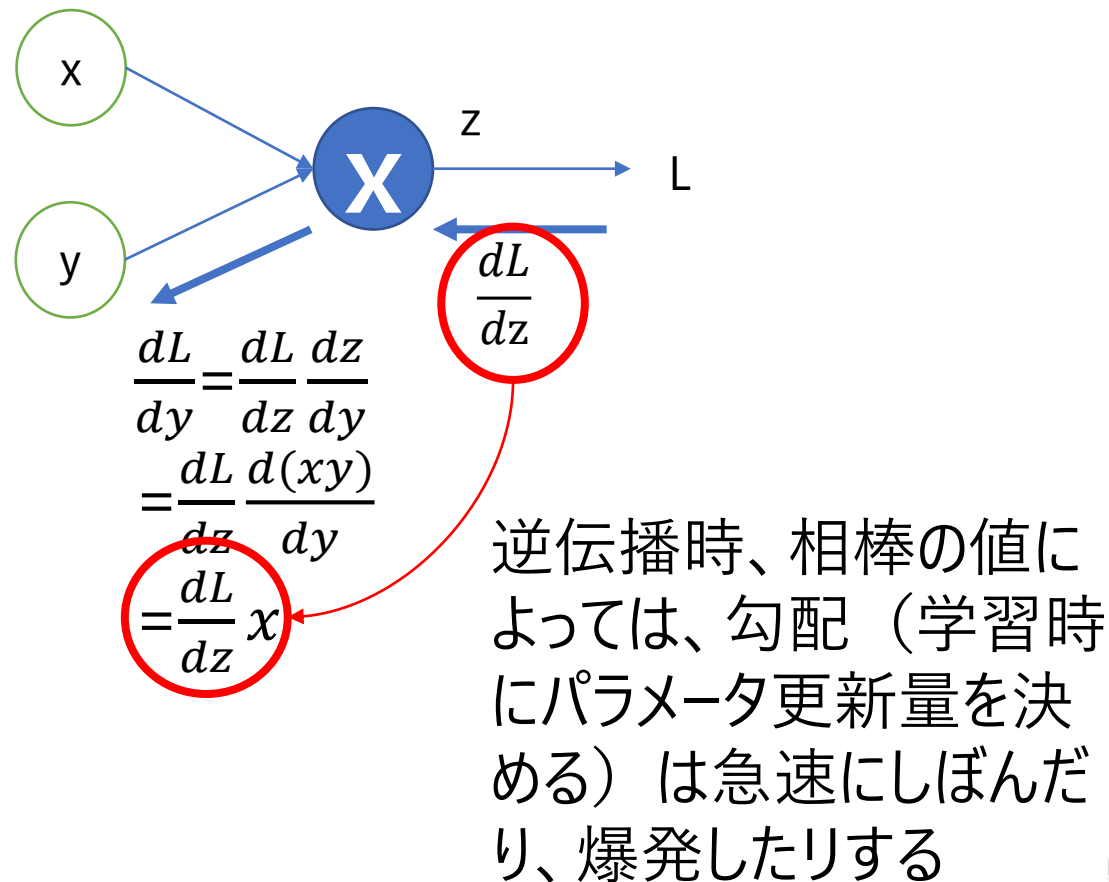 x
z
X
L
y
dL/dz
dL/dy=dL/dz dz/dy
=dL/dz d(xy)/dy
=dL/dz x
逆伝播時、相棒の値に
よっては、勾配（学習時
にパラメータ更新量を決
める）は急速にしぼんだ
り、爆発したりする